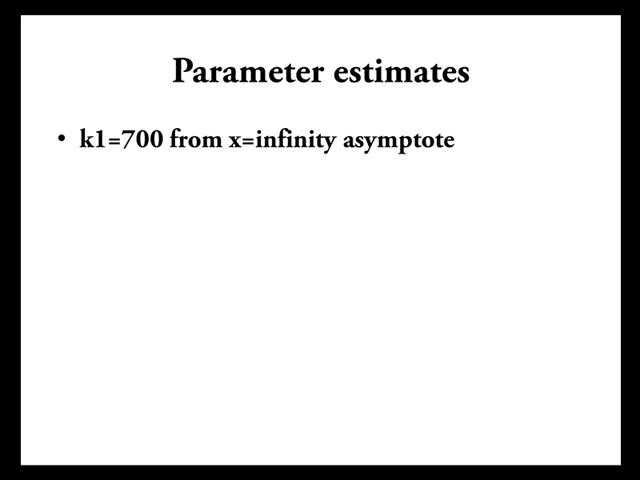 Parameter estimates
• k1=700 from x=infinity asymptote